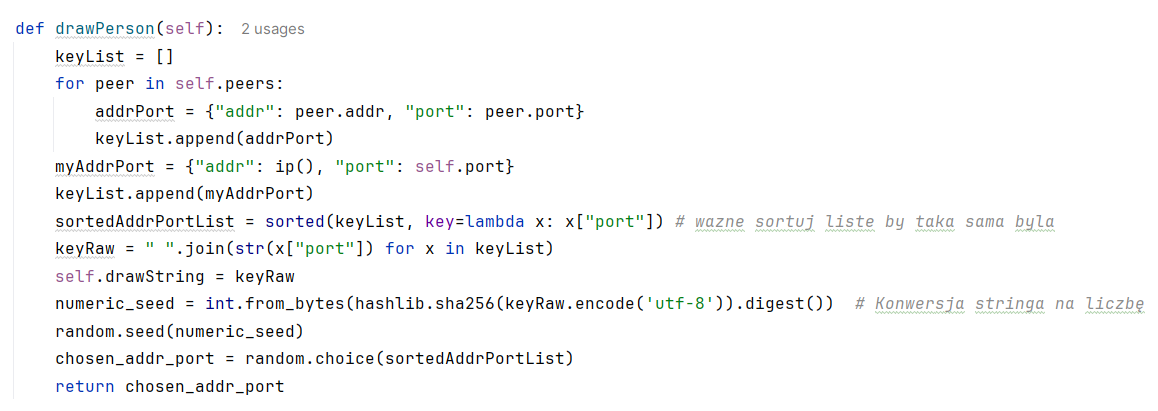 def drawPerson(self):  2 usages
    keyList = []
    for peer in self.peers:
        addrPort = {"addr": peer.addr, "port": peer.port}
        keyList.append(addrPort)
    myAddrPort = {"addr": ip(), "port": self.port}
    keyList.append(myAddrPort)
    sortedAddrPortList = sorted(keyList, key=lambda x: x["port"]) # wazne sortuj liste by taka sama byla
    keyRaw = " ".join(str(x["port"]) for x in keyList)
    self.drawString = keyRaw
    numeric_seed = int.from_bytes(hashlib.sha256(keyRaw.encode('utf-8')).digest())  # Konwersja stringa na liczbę
    random.seed(numeric_seed)
    chosen_addr_port = random.choice(sortedAddrPortList)
    return chosen_addr_port